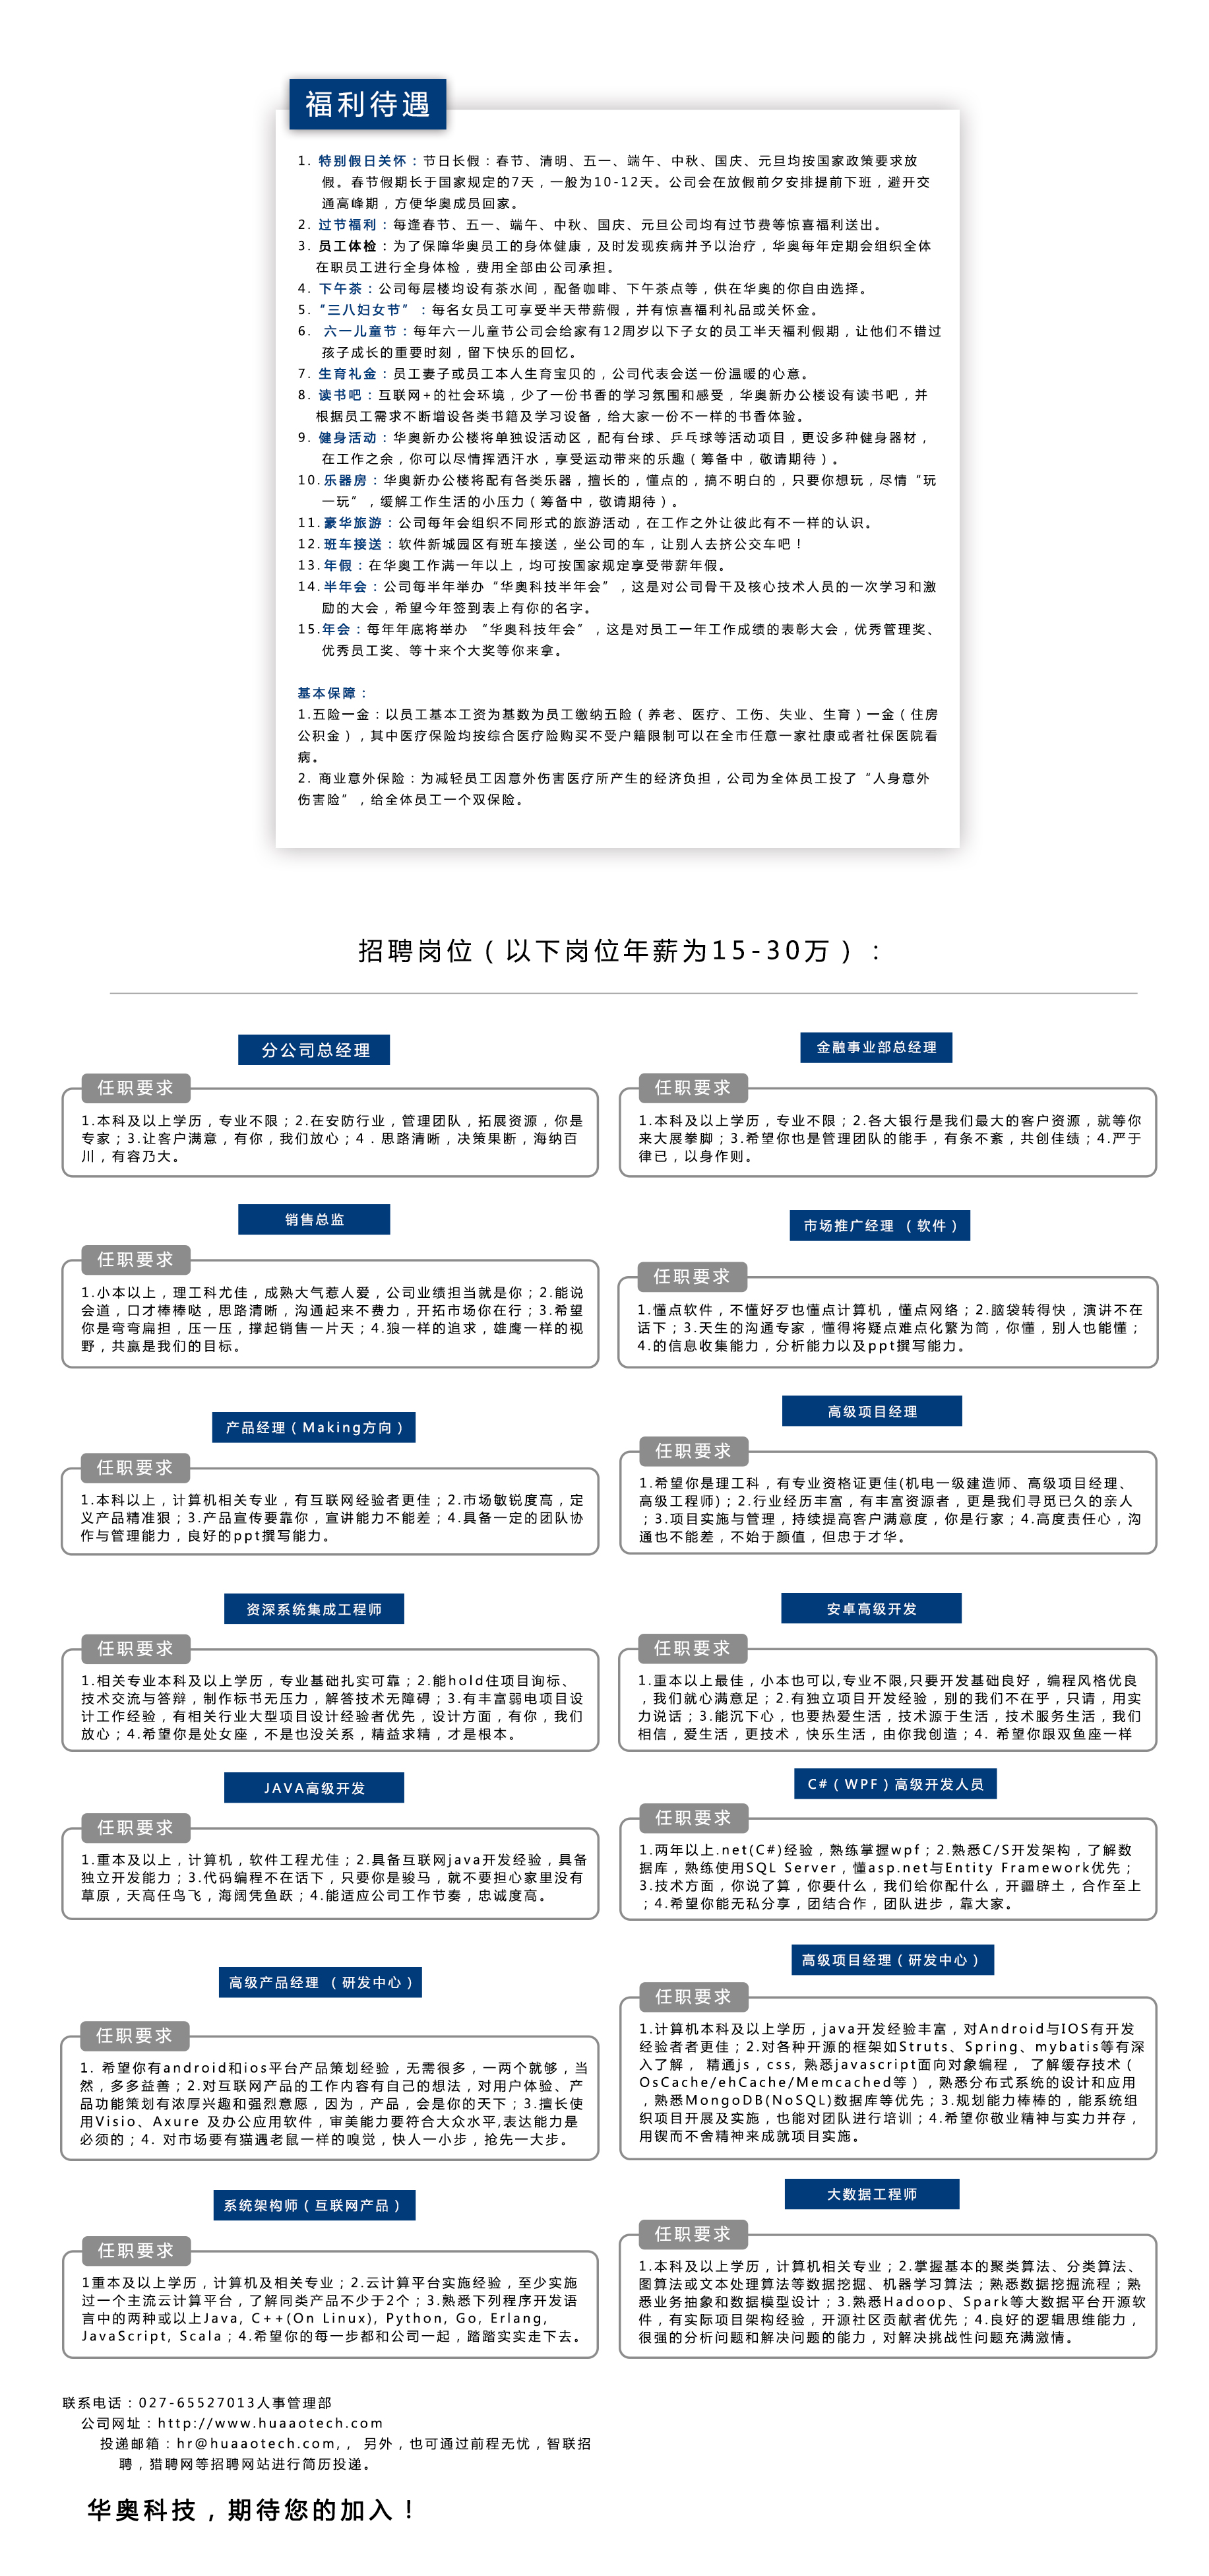 福利待遇
1. 特别假日关怀：节日长假：春节、清明、五一、端午、中秋、国庆、元旦均按国家政策要求放
假。春节假期长于国家规定的7天，一般为10-12天。公司会在放假前夕安排提前下班，避开交
通高峰期，方便华奥成员回家。
2. 过节福利：每逢春节、五一、端午、中秋、国庆、元旦公司均有过节费等惊喜福利送出。
3. 员工体检：为了保障华奥员工的身体健康，及时发现疾病并予以治疗，华奥每年定期会组织全体
在职员工进行全身体检，费用全部由公司承担。
4. 下午茶：公司每层楼均设有茶水间，配备咖啡、下午茶点等，供在华奥的你自由选择。
5. “三八妇女节”：每名女员工可享受半天带薪假，并有惊喜福利礼品或关怀金。
6. 六一儿童节：每年六一儿童节公司会给家有12周岁以下子女的员工半天福利假期，让他们不错过
孩子成长的重要时刻，留下快乐的回忆。
7. 生育礼金：员工妻子或员工本人生育宝贝的，公司代表会送一份温暖的心意。
8. 读书吧：互联网+的社会环境，少了一份书香的学习氛围和感受，华奥新办公楼设有读书吧，并
根据员工需求不断增设各类书籍及学习设备，给大家一份不一样的书香体验。
9. 健身活动：华奥新办公楼将单独设活动区，配有台球、乒乓球等活动项目，更设多种健身器材，
在工作之余，你可以尽情挥洒汗水，享受运动带来的乐趣（筹备中，敬请期待）。
10. 乐器房：华奥新办公楼将配有各类乐器，擅长的，懂点的，搞不明白的，只要你想玩，尽情“玩
一玩”，缓解工作生活的小压力（筹备中，敬请期待）。
11. 豪华旅游：公司每年会组织不同形式的旅游活动，在工作之外让彼此有不一样的认识。
12. 班车接送：软件新城园区有班车接送，坐公司的车，让别人去挤公交车吧！
13. 年假：在华奥工作满一年以上，均可按国家规定享受带薪年假。
14. 半年会：公司每半年举办“华奥科技半年会”，这是对公司骨干及核心技术人员的一次学习和激
励的大会，希望今年签到表上有你的名字。
15.年会：每年年底将举办 “华奥科技年会”，这是对员工一年工作成绩的表彰大会，优秀管理奖、
优秀员工奖、等十来个大奖等你来拿。
基本保障：
1.五险一金：以员工基本工资为基数为员工缴纳五险（养老、医疗、工伤、失业、生育）一金（住房
公积金），其中医疗保险均按综合医疗险购买不受户籍限制可以在全市任意一家社康或者社保医院看
病。
2. 商业意外保险：为减轻员工因意外伤害医疗所产生的经济负担，公司为全体员工投了“人身意外
伤害险”，给全体员工一个双保险。
招聘岗位（以下岗位年薪为15-30万）：
分公司总经理
任职要求
1.本科及以上学历，专业不限；2.在安防行业，管理团队，拓展资源，你是
专家；3.让客户满意，有你，我们放心；4．思路清晰，决策果断，海纳百
川，有容乃大。
金融事业部总经理
任职要求
1.本科及以上学历，专业不限；2.各大银行是我们最大的客户资源，就等你
来大展拳脚；3.希望你也是管理团队的能手，有条不紊，共创佳绩；4.严于
律已，以身作则。
销售总监
任职要求
1.小本以上，理工科尤佳，成熟大气惹人爱，公司业绩担当就是你；2.能说
会道，口才棒棒哒，思路清晰，沟通起来不费力，开拓市场你在行；3.希望
你是弯弯扁担，压一压，撑起销售一片天；4.狼一样的追求，雄鹰一样的视
野，共赢是我们的目标。
市场推广经理 （软件）
任职要求
1.懂点软件，不懂好歹也懂点计算机，懂点网络；2.脑袋转得快，演讲不在
话下；3.天生的沟通专家，懂得将疑点难点化繁为简，你懂，别人也能懂；
4.的信息收集能力，分析能力以及ppt撰写能力。
产品经理（Making方向）
任职要求
1.本科以上，计算机相关专业，有互联网经验者更佳；2.市场敏锐度高，定
义产品精准狠；3.产品宣传要靠你，宣讲能力不能差；4.具备一定的团队协
作与管理能力，良好的ppt撰写能力。
高级项目经理
任职要求
1.希望你是理工科，有专业资格证更佳(机电一级建造师、高级项目经理、
高级工程师)；2.行业经历丰富，有丰富资源者，更是我们寻觅已久的亲人
；3.项目实施与管理，持续提高客户满意度，你是行家；4.高度责任心，沟
通也不能差，不始于颜值，但忠于才华。
资深系统集成工程师
任职要求
1.相关专业本科及以上学历，专业基础扎实可靠；2.能hold住项目询标、
技术交流与答辩，制作标书无压力，解答技术无障碍；3.有丰富弱电项目设
计工作经验，有相关行业大型项目设计经验者优先，设计方面，有你，我们
放心；4.希望你是处女座，不是也没关系，精益求精，才是根本。
安卓高级开发
任职要求
1.重本以上最佳，小本也可以,专业不限,只要开发基础良好，编程风格优良
，我们就心满意足；2.有独立项目开发经验，别的我们不在乎，只请，用实
力说话；3.能沉下心，也要热爱生活，技术源于生活，技术服务生活，我们
相信，爱生活，更技术，快乐生活，由你我创造；4. 希望你跟双鱼座一样
JAVA高级开发
任职要求
1.重本及以上，计算机，软件工程尤佳；2.具备互联网java开发经验，具备
独立开发能力；3.代码编程不在话下，只要你是骏马，就不要担心家里没有
草原，天高任鸟飞，海阔凭鱼跃；4.能适应公司工作节奏，忠诚度高。
C#（WPF）高级开发人员
任职要求
1.两年以上.net(C#)经验，熟练掌握wpf；2.熟悉C/S开发架构，了解数
据库，熟练使用SQL Server，懂asp.net与Entity Framework优先；
3.技术方面，你说了算，你要什么，我们给你配什么，开疆辟土，合作至上
；4.希望你能无私分享，团结合作，团队进步，靠大家。
高级产品经理 （研发中心）
任职要求
1. 希望你有android和ios平台产品策划经验，无需很多，一两个就够，当
然，多多益善；2.对互联网产品的工作内容有自己的想法，对用户体验、产
品功能策划有浓厚兴趣和强烈意愿，因为，产品，会是你的天下；3.擅长使
用Visio、Axure 及办公应用软件，审美能力要符合大众水平,表达能力是
必须的；4. 对市场要有猫遇老鼠一样的嗅觉，快人一小步，抢先一大步。
高级项目经理（研发中心）
任职要求
1.计算机本科及以上学历，java开发经验丰富，对Android与IOS有开发
经验者者更佳；2.对各种开源的框架如Struts、Spring、mybatis等有深
入了解， 精通js，css, 熟悉javascript面向对象编程， 了解缓存技术（
OsCache/ehCache/Memcached等），熟悉分布式系统的设计和应用
，熟悉MongoDB(NoSQL)数据库等优先；3.规划能力棒棒的，能系统组
织项目开展及实施，也能对团队进行培训；4.希望你敬业精神与实力并存，
用锲而不舍精神来成就项目实施。
系统架构师（互联网产品）
任职要求
1重本及以上学历，计算机及相关专业；2.云计算平台实施经验，至少实施
过一个主流云计算平台，了解同类产品不少于2个；3.熟悉下列程序开发语
言中的两种或以上Java, C++(On Linux), Python, Go, Erlang,
JavaScript, Scala；4.希望你的每一步都和公司一起，踏踏实实走下去。
大数据工程师
任职要求
1.本科及以上学历，计算机相关专业；2.掌握基本的聚类算法、分类算法、
图算法或文本处理算法等数据挖掘、机器学习算法；熟悉数据挖掘流程；熟
悉业务抽象和数据模型设计；3.熟悉Hadoop、Spark等大数据平台开源软
件，有实际项目架构经验，开源社区贡献者优先；4.良好的逻辑思维能力，
很强的分析问题和解决问题的能力，对解决挑战性问题充满激情。
联系电话：027-65527013人事管理部
公司网址：http://www.huaaotech.com
投递邮箱：hr@huaaotech.com,，另外，也可通过前程无忧，智联招
聘，猎聘网等招聘网站进行简历投递。
华奥科技，期待您的加入！